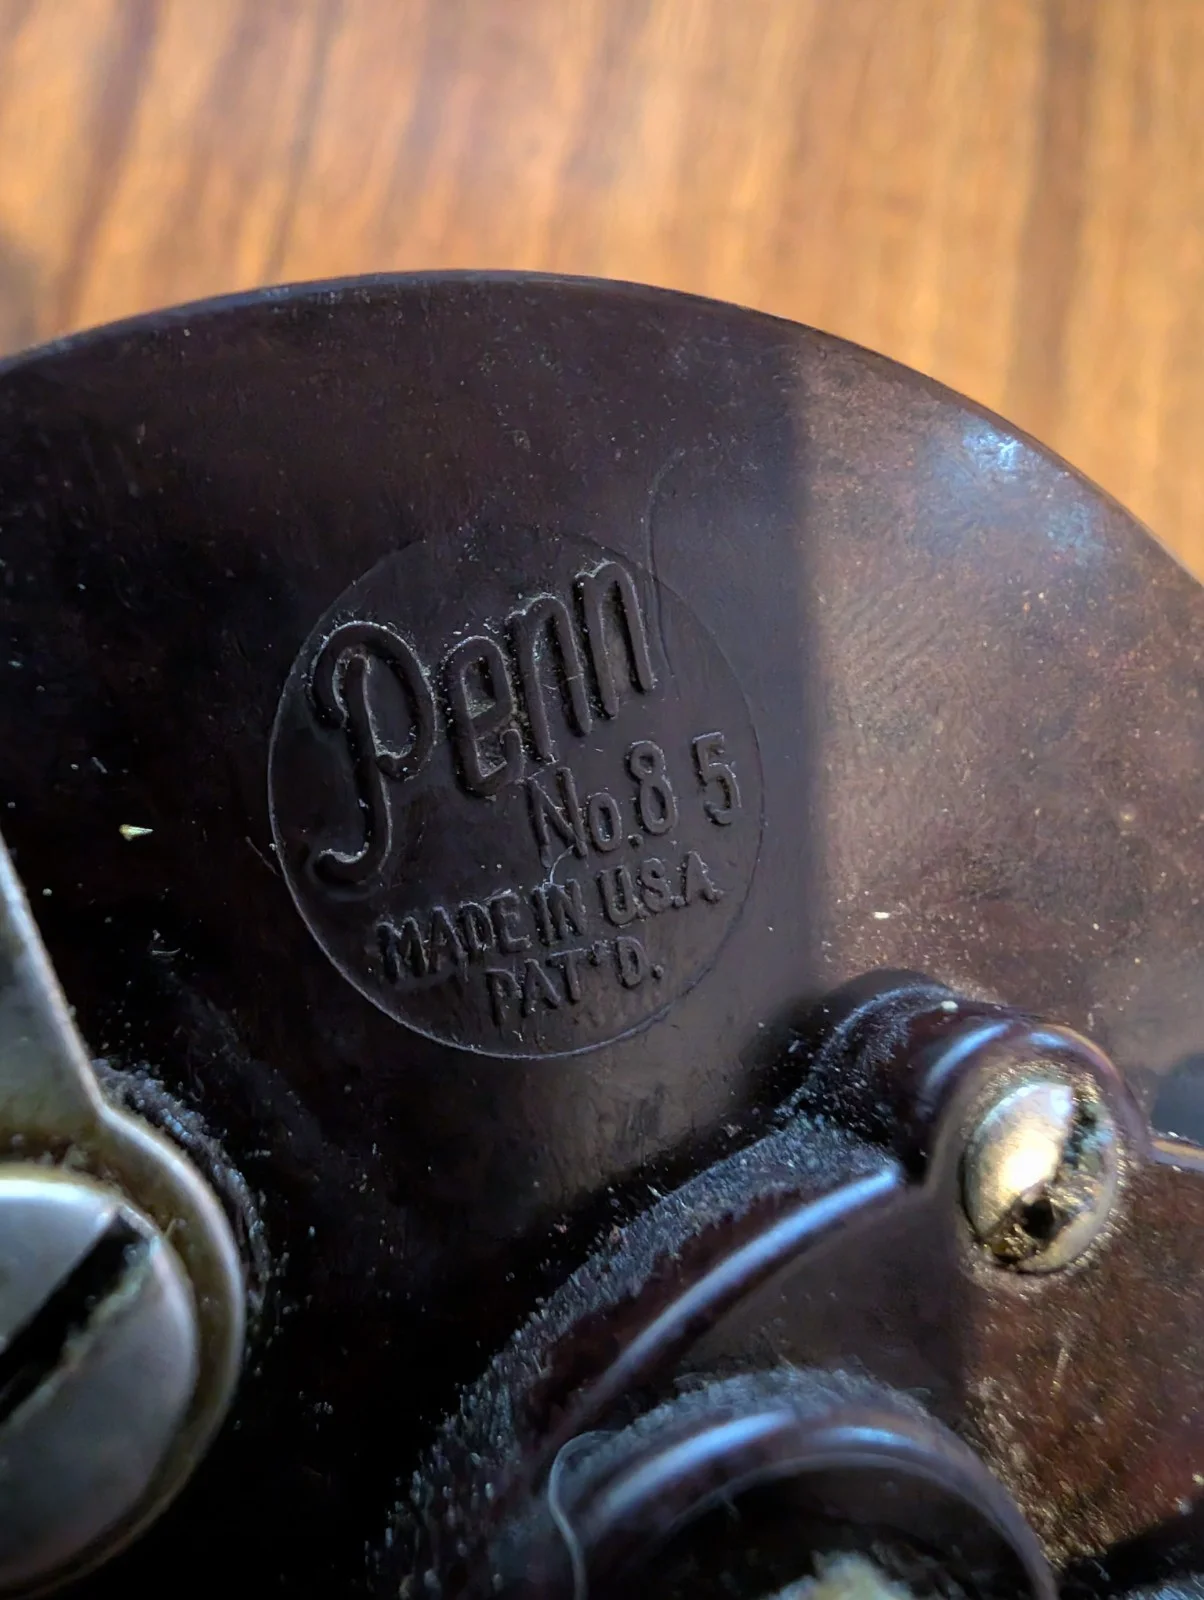 Penn
No. 85
MADE IN U.S.A
PAT'D.